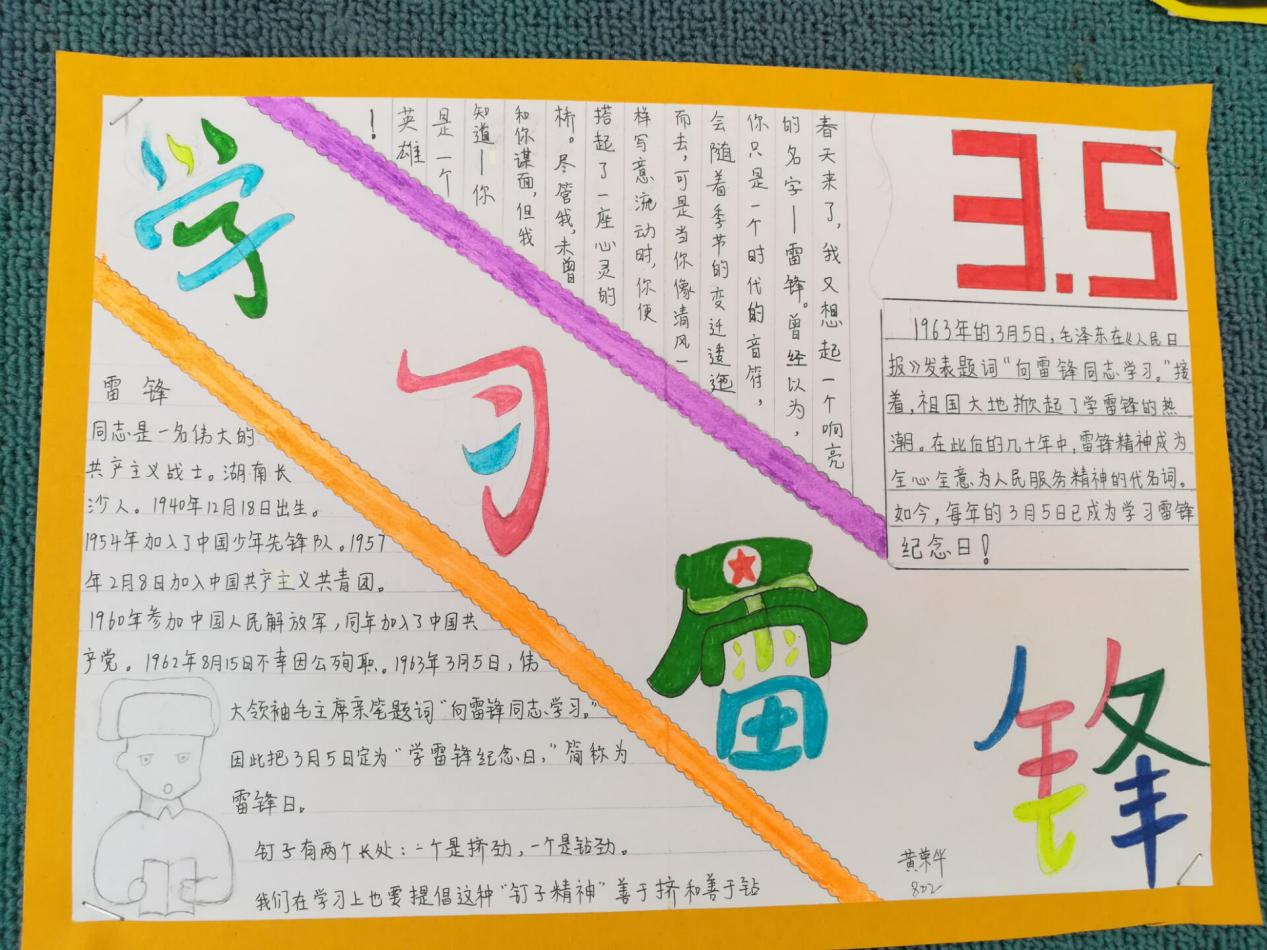 学习雷锋
3.5
春天来了，我又想起一个响亮
的名字—雷锋。曾经以为，
你只是一个时代的音符，
会随着季节的变迁逶迤
而去，可是当你像清风一
样写意流动时，你便
搭起了一座心灵的
桥。尽管我，未曾
和你谋面，但我
知道—你
是一个
英雄
！
1963年的3月5日，毛泽东在《人民日
报》发表题词“向雷锋同志学习。”接
着，祖国大地掀起了学雷锋的热
潮。在此后的几十年中，雷锋精神成为
全心全意为人民服务精神的代名词。
如今，每年的3月5日已成为学习雷锋
纪念日！
雷锋
同志是一名伟大的
共产主义战士。湖南长
沙人。1940年12月18日出生。
1954年加入了中国少年先锋队。1957
年2月8日加入中国共产主义共青团。
1960年参加中国人民解放军，同年加入了中国共
产党。1962年8月15日不幸因公殉职。1963年3月5日，伟
大领袖毛主席亲笔题词“向雷锋同志学习。”
因此把3月5日定为“学雷锋纪念日，”简称为
雷锋日。
钉子有两个长处：一个是挤劲，一个是钻劲。
我们在学习上也要提倡这种“钉子精神”善于挤和善于钻
802